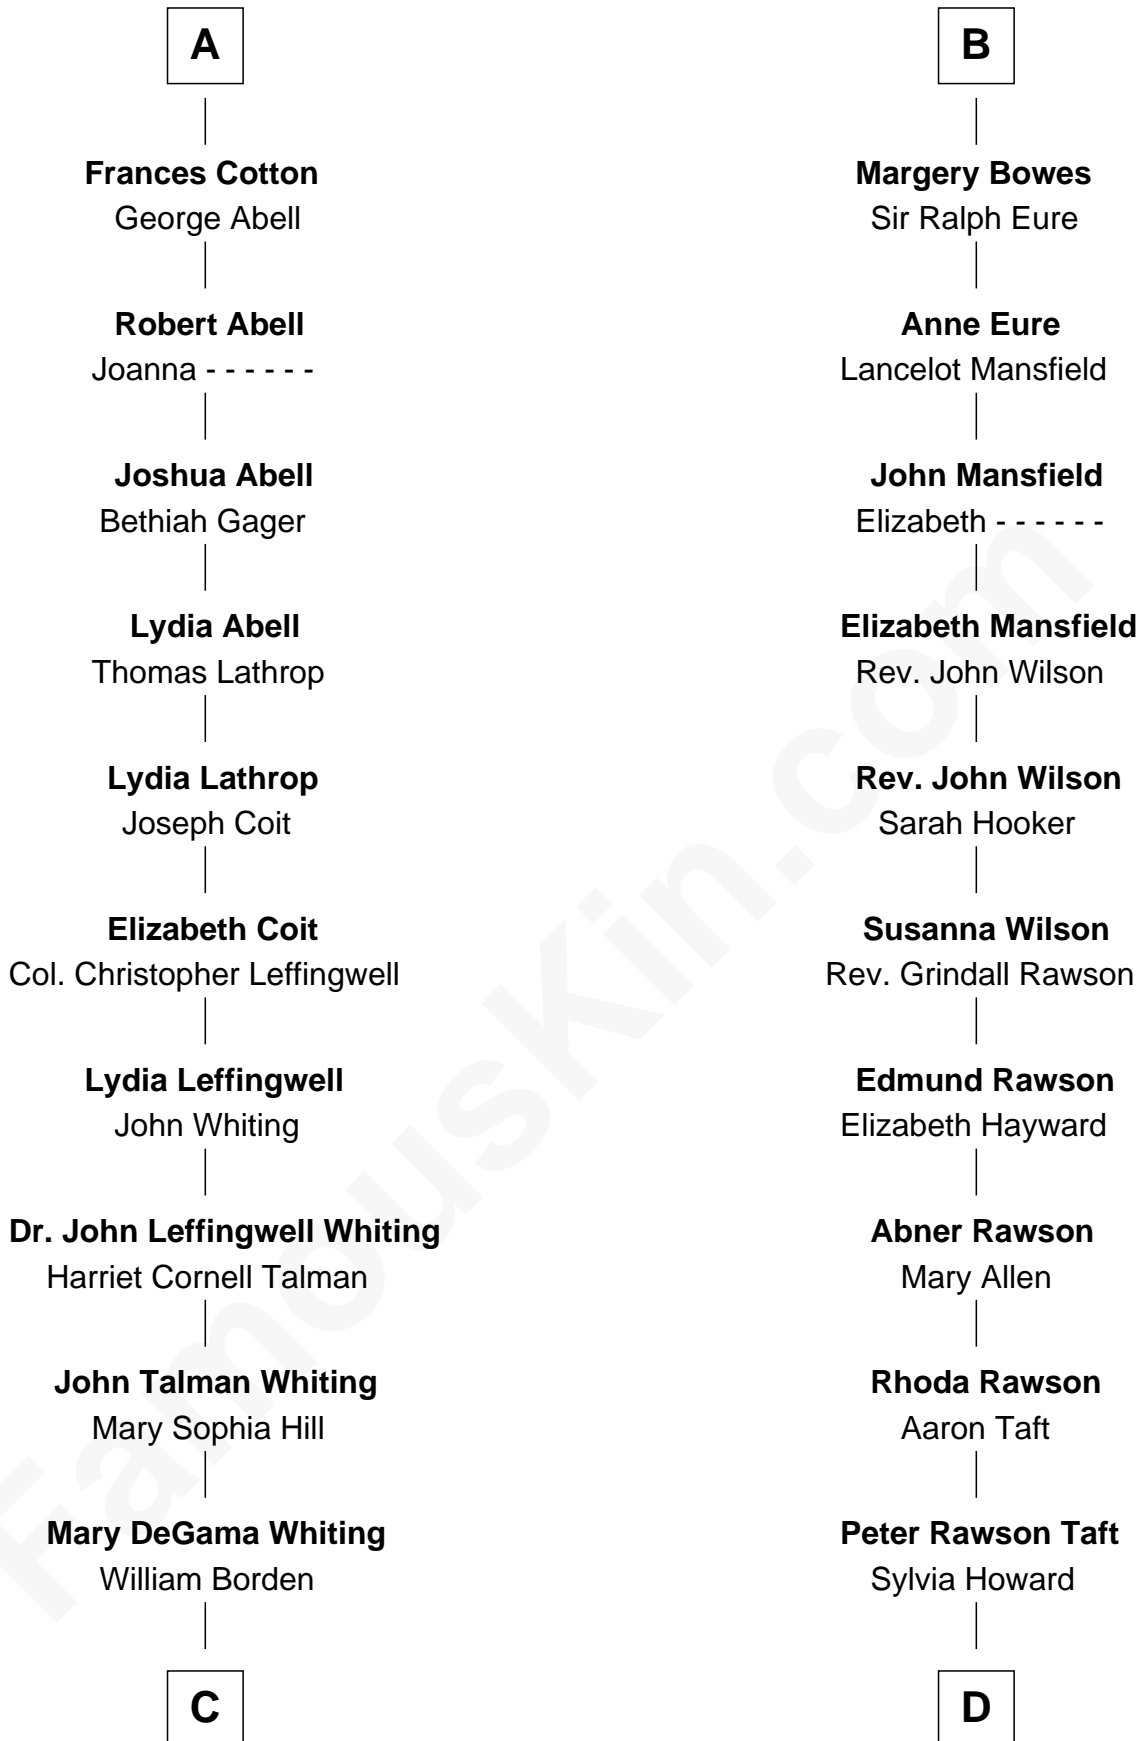 A
Frances Cotton
George Abell
Robert Abell
Joanna - - - - - -
Joshua Abell
Bethiah Gager
Lydia Abell
Thomas Lathrop
Lydia Lathrop
Joseph Coit
Elizabeth Coit
Col. Christopher Leffingwell
Lydia Leffingwell
John Whiting
Dr. John Leffingwell Whiting
Harriet Cornell Talman
John Talman Whiting
Mary Sophia Hill
Mary DeGama Whiting
William Borden
C
B
Margery Bowes
Sir Ralph Eure
Anne Eure
Lancelot Mansfield
John Mansfield
Elizabeth - - - - - -
Elizabeth Mansfield
Rev. John Wilson
Rev. John Wilson
Sarah Hooker
Susanna Wilson
Rev. Grindall Rawson
Edmund Rawson
Elizabeth Hayward
Abner Rawson
Mary Allen
Rhoda Rawson
Aaron Taft
Peter Rawson Taft
Sylvia Howard
D
FamousKin.com